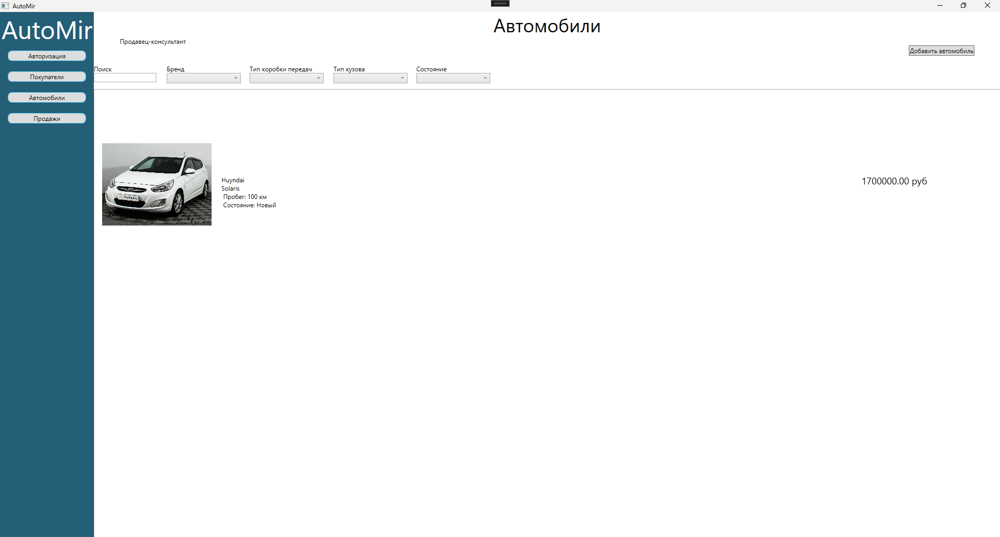 AutoMir
AutoMir
Автомобили
Продавец-консультант
Авторизация
Добавить автомобиль
Поиск
Бренд
Тип коробки передач
Тип кузова
Состояние
Покупатели
Автомобили
Продажи
Huyndai
Solaris
Пробег: 100 км
Состояние: Новый
1700000.00 руб